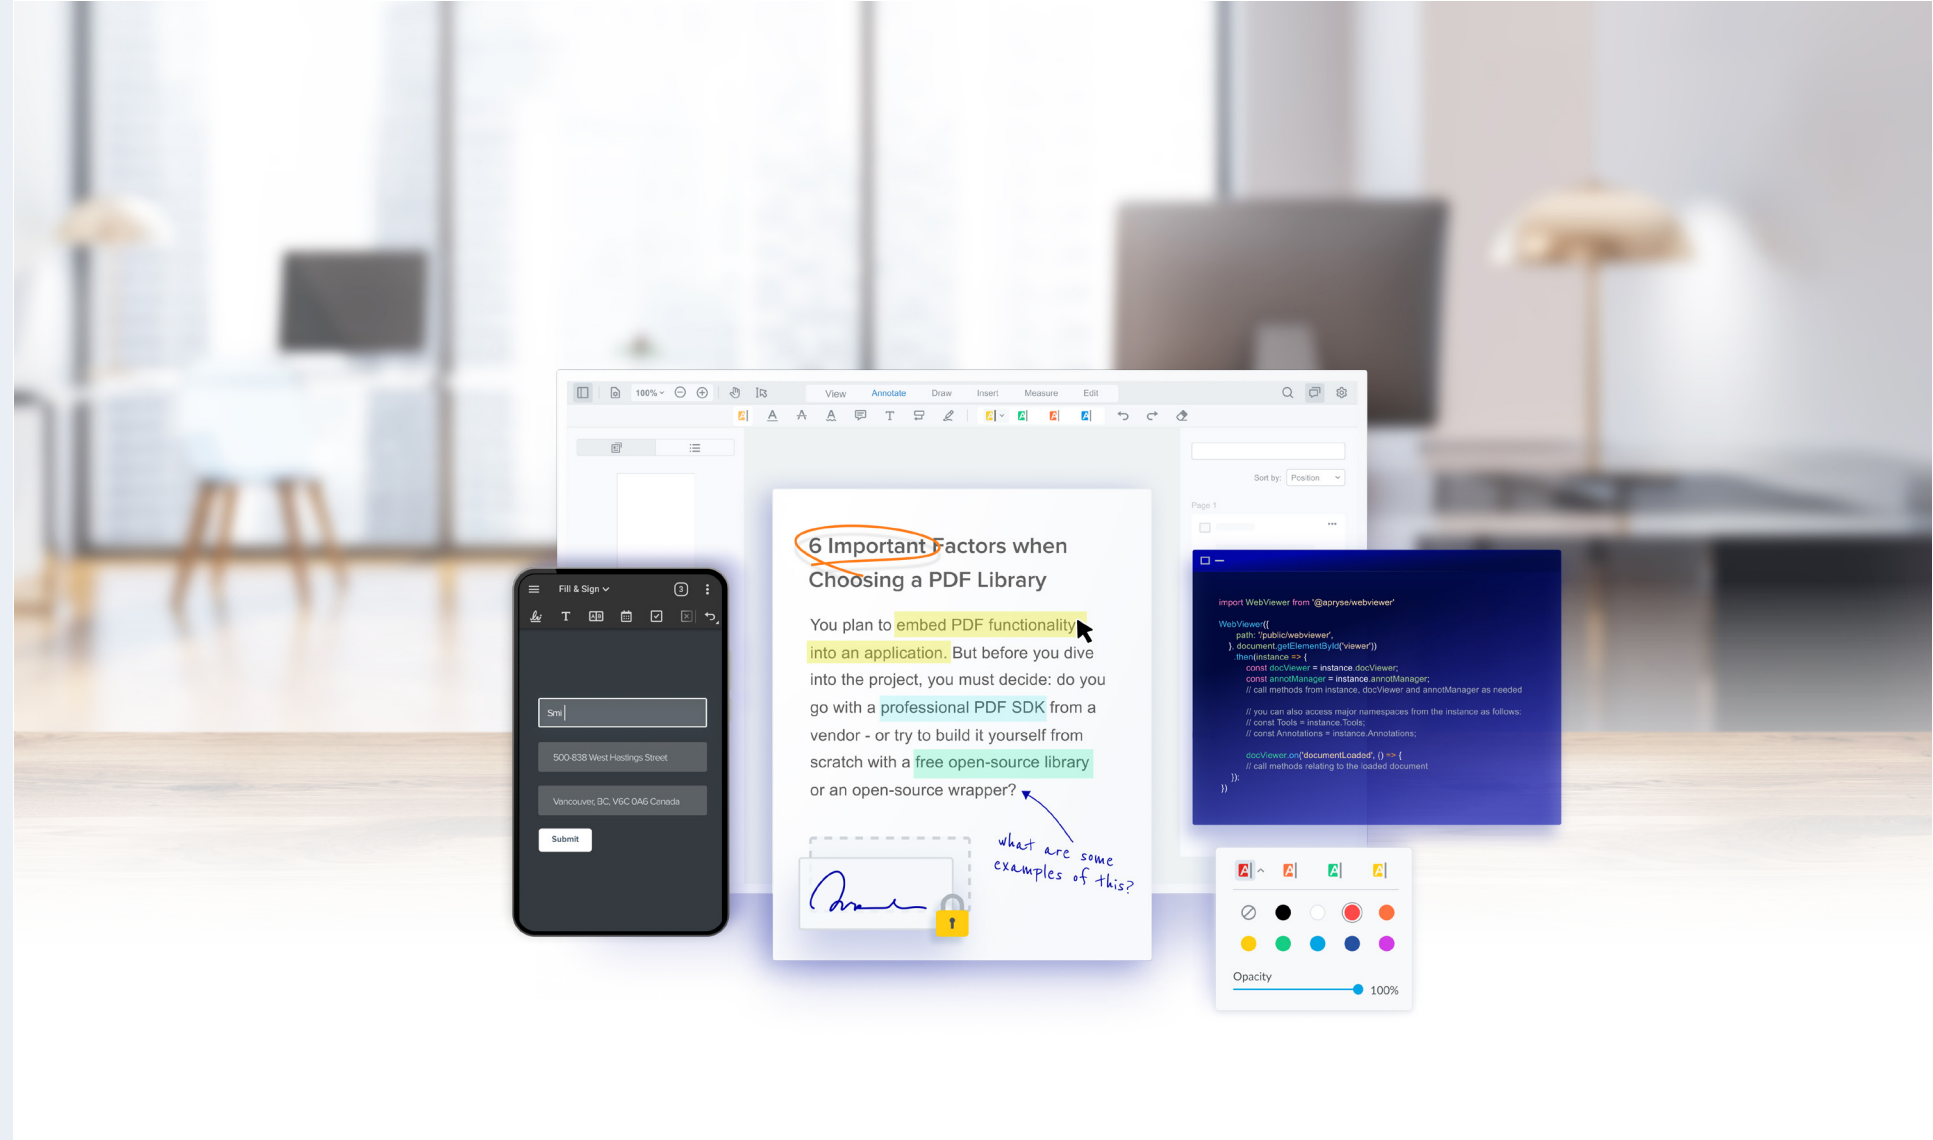 100%
View Annotate Draw Insert Measure Edit
Sort by: Position
Page 1
6 Important Factors when
Choosing a PDF Library
You plan to embed PDF functionality
into an application. But before you dive
into the project, you must decide: do you
go with a professional PDF SDK from a
vendor - or try to build it yourself from
scratch with a free open-source library
or an open-source wrapper?
what are some
examples of this?
Fill & Sign
3
Smi
500-838 West Hastings Street
Vancouver, BC, V6C 0A6 Canada
Submit
import WebViewer from '@apryse/webviewer'
WebViewer({
path: '/public/webviewer',
}, document.getElementById('viewer'))
.then(instance => {
const docViewer = instance.docViewer;
const annotManager = instance.annotManager;
// call methods from instance, docViewer and annotManager as needed
// you can also access major namespaces from the instance as follows:
// const Tools = instance.Tools;
// const Annotations = instance.Annotations;
docViewer.on('documentLoaded', () => {
// call methods relating to the loaded document
});
})
Opacity
100%